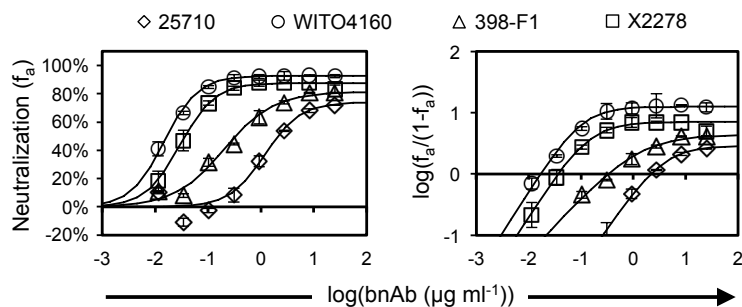 25710 WITO4160 398-F1 X2278
Neutralization (fa)
100%
80%
60%
40%
20%
0%
-20%
-3 -2 -1 0 1 2
log(fa/(1-fa))
2
1
0
-1
-3 -2 -1 0 1 2
log(bnAb (µg ml-1))